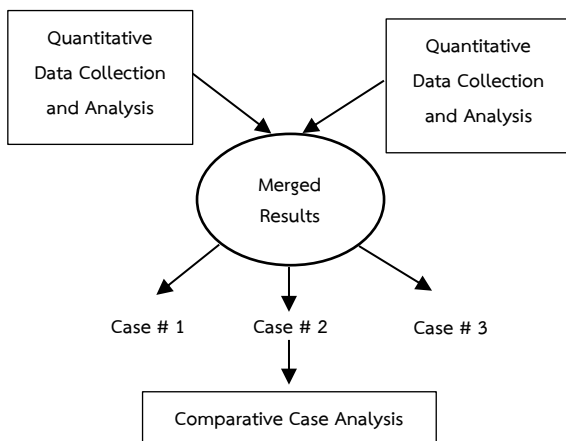 Quantitative
Data Collection
and Analysis
Quantitative
Data Collection
and Analysis
Merged
Results
Case # 1
Case # 2
Case # 3
Comparative Case Analysis